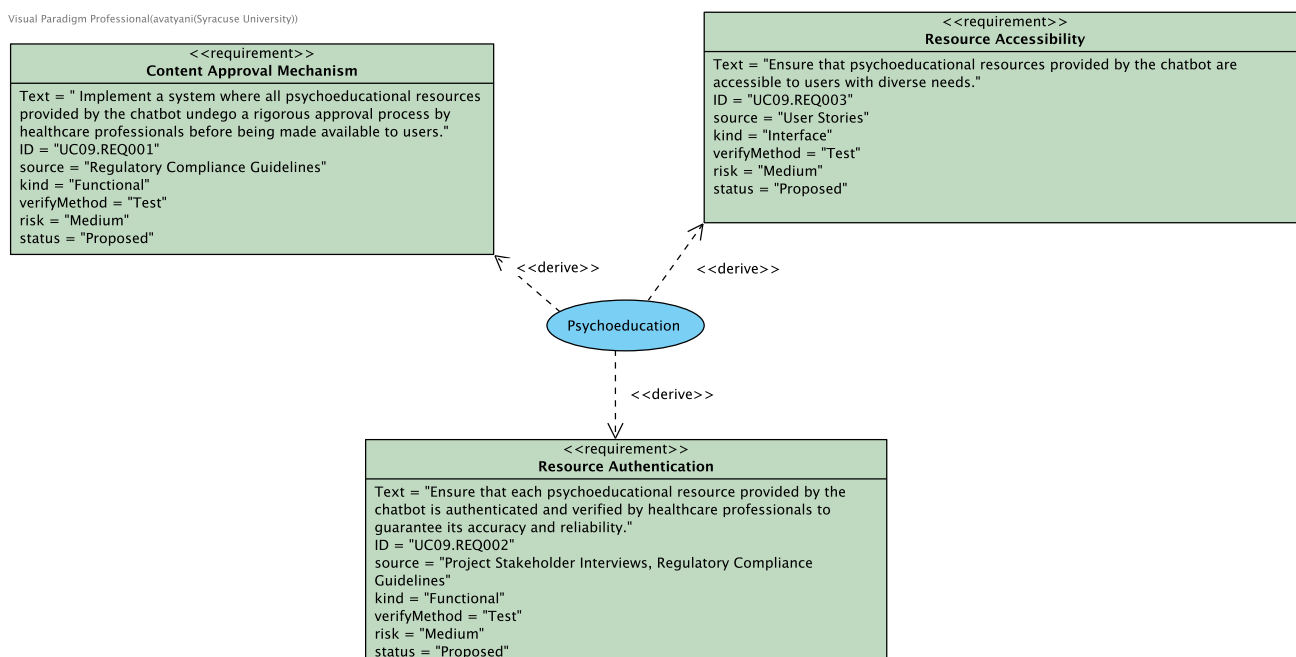 Visual Paradigm Professional(avatyani(Syracuse University))
<<requirement>>
Content Approval Mechanism
Text = " Implement a system where all psychoeducational resources
provided by the chatbot undego a rigorous approval process by
healthcare professionals before being made available to users."
ID = "UC09.REQ001"
source = "Regulatory Compliance Guidelines"
kind = "Functional"
verifyMethod = "Test"
risk = "Medium"
status = "Proposed"
<<requirement>>
Resource Accessibility
Text = "Ensure that psychoeducational resources provided by the chatbot are
accessible to users with diverse needs."
ID = "UC09.REQ003"
source = "User Stories"
kind = "Interface"
verifyMethod = "Test"
risk = "Medium"
status = "Proposed"
<<derive>>
<<derive>>
Psychoeducation
<<derive>>
<<requirement>>
Resource Authentication
Text = "Ensure that each psychoeducational resource provided by the
chatbot is authenticated and verified by healthcare professionals to
guarantee its accuracy and reliability."
ID = "UC09.REQ002"
source = "Project Stakeholder Interviews, Regulatory Compliance
Guidelines"
kind = "Functional"
verifyMethod = "Test"
risk = "Medium"
status = "Proposed"